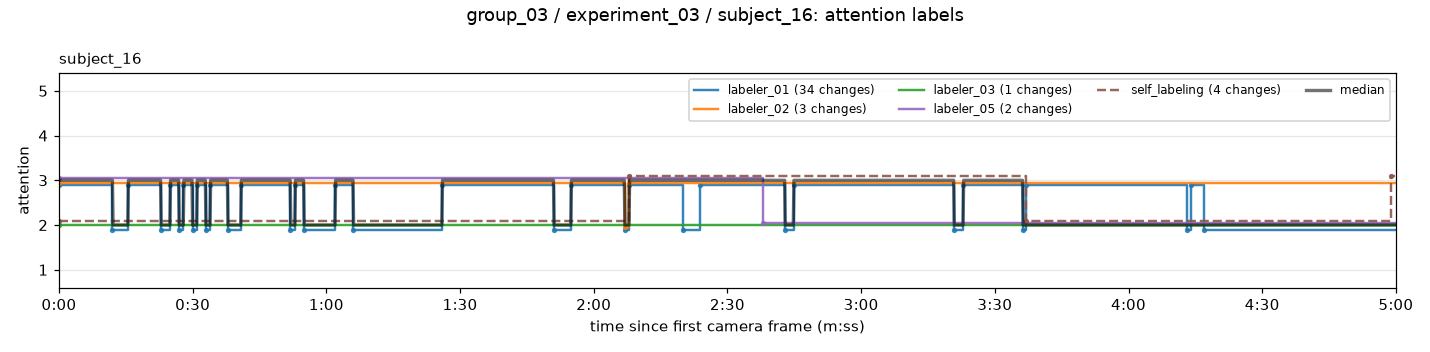 group_03 / experiment_03 / subject_16: attention labels
subject_16
labeler_01 (34 changes)
labeler_02 (3 changes)
labeler_03 (1 changes)
labeler_05 (2 changes)
self_labeling (4 changes)
median
attention
5
4
3
2
1
0:00 0:30 1:00 1:30 2:00 2:30 3:00 3:30 4:00 4:30 5:00
time since first camera frame (m:ss)